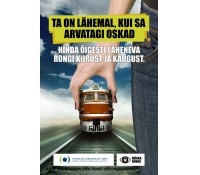 TA ON LÄHEMAL, KUI SA
ARVATAGI OSKAD
HINDA ÕIGESTI LÄHENEVA
RONGI KIIRUST JA KAUGUST.